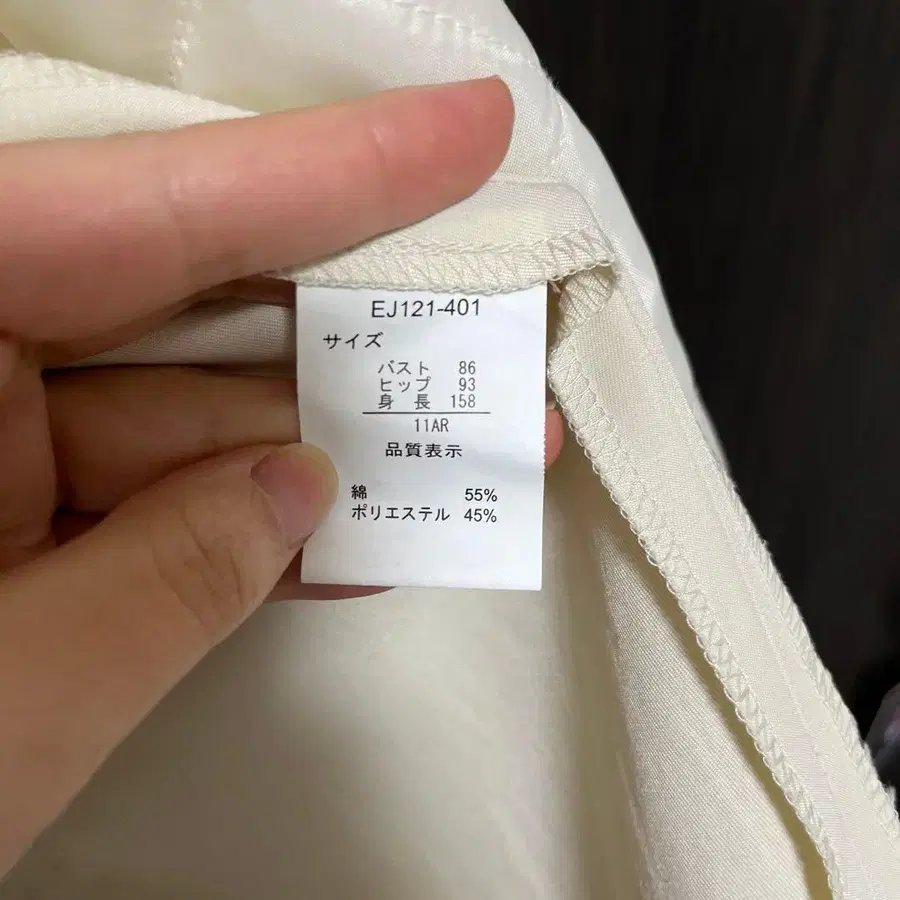 EJ121-401
サイズ
バスト 86
ヒップ 93
身 長 158
11AR
品質表示
綿 55%
ポリエステル 45%